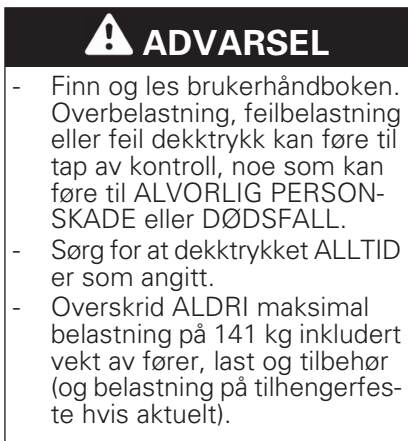 ADVARSEL
- Finn og les brukerhåndboken.
Overbelastning, feilbelastning
eller feil dekktrykk kan føre til
tap av kontroll, noe som kan
føre til ALVORLIG PERSON-
SKADE eller DØDSFALL.
- Sørg for at dekktrykket ALLTID
er som angitt.
- Overskrid ALDRI maksimal
belastning på 141 kg inkludert
vekt av fører, last og tilbehør
(og belastning på tilhengerfes-
te hvis aktuelt).